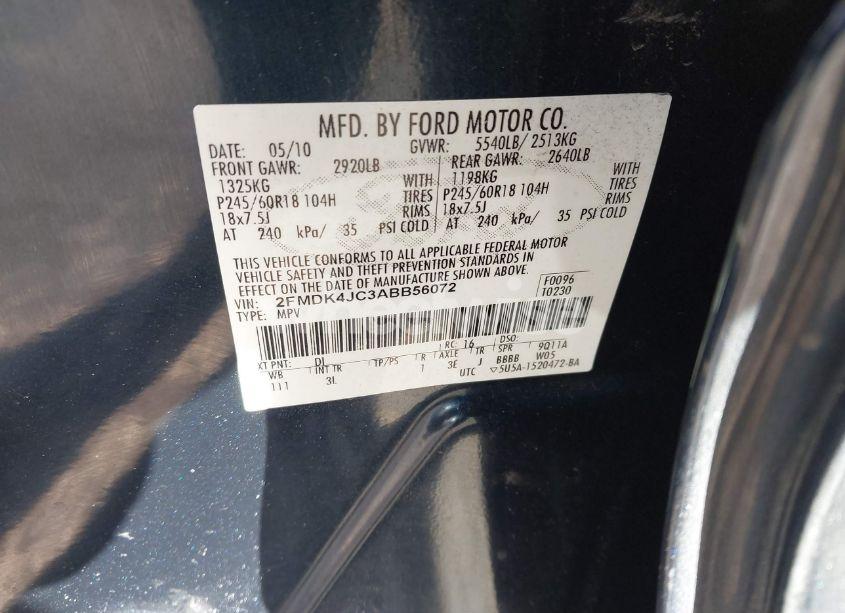 MFD. BY FORD MOTOR CO.
DATE: 05/10 GVWR: 5540LB/ 2513KG
FRONT GAWR: 2920LB REAR GAWR: 2640LB
1325KG WITH 1198KG WITH
P245/60R18 104H TIRES P245/60R18 104H TIRES
18x7.5J RIMS 18x7.5J RIMS
AT 240 kPa/ 35 PSI COLD AT 240 kPa/ 35 PSI COLD
THIS VEHICLE CONFORMS TO ALL APPLICABLE FEDERAL MOTOR
VEHICLE SAFETY AND THEFT PREVENTION STANDARDS IN
EFFECT ON THE DATE OF MANUFACTURE SHOWN ABOVE.
VIN: 2FMDK4JC3ABB56072 F0096
TYPE: MPV 10230
RC: 16 DSO:
XT PNT: DJ SPR 9Q11A
WB INT TR TP/PS R AXLE TR BBBB W05
111 3L 1 3E J
UTC ▽5U5A-1520472-BA